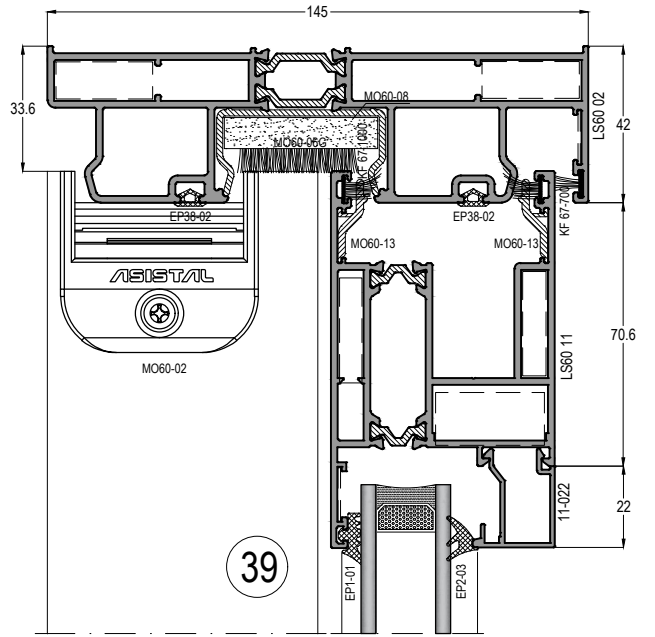 145
33.6
MO60-08
MO60-06G
KF 67-1000
LS60 02
42
EP38-02
EP38-02
KF 67-700
MO60-13
MO60-13
ASISTAL
MO60-02
LS60 11
70.6
11-022
22
39
EP1-01
EP2-03